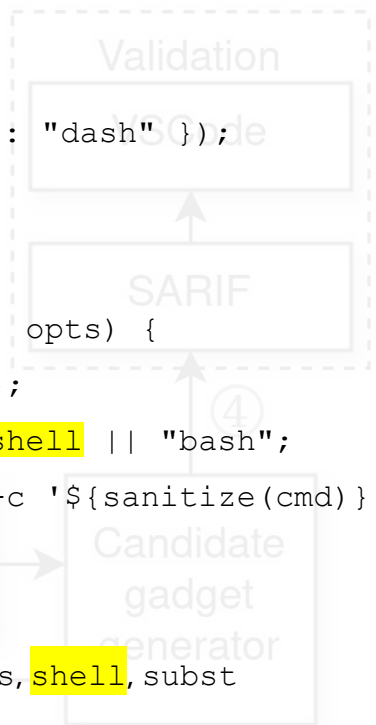 Validation
: "dash" });
VSCode
SARIF
opts) {
;
④
shell || "bash";
-c '${sanitize(cmd)}
Candidate
gadget
generator
s,shell,subst